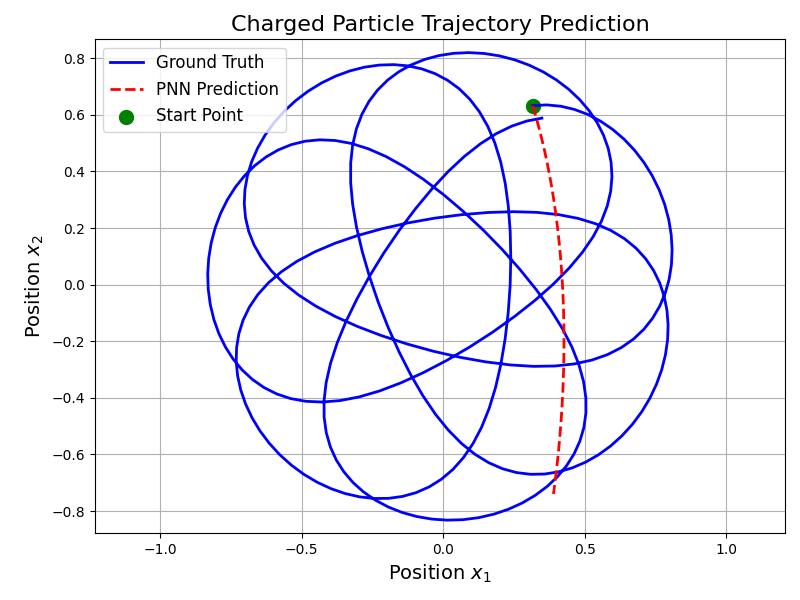 Charged Particle Trajectory Prediction
Ground Truth
PNN Prediction
Start Point
Position x₂
0.8
0.6
0.4
0.2
0.0
−0.2
−0.4
−0.6
−0.8
−1.0 −0.5 0.0 0.5 1.0
Position x₁